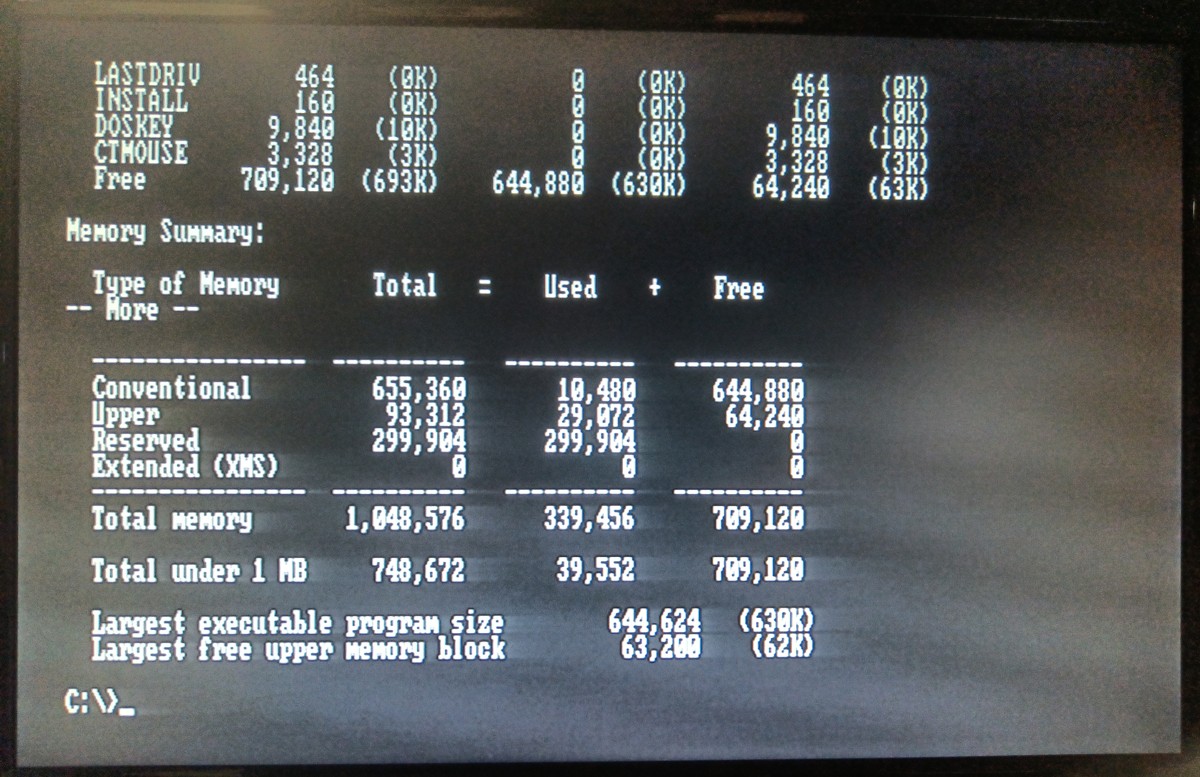 LASTDRIV 464 (0K) 0 (0K) 464 (0K)
INSTALL 160 (0K) 0 (0K) 160 (0K)
DOSKEY 9,840 (10K) 0 (0K) 9,840 (10K)
CTMOUSE 3,328 (3K) 0 (0K) 3,328 (3K)
Free 709,120 (693K) 644,880 (630K) 64,240 (63K)
Memory Summary:
Type of Memory Total = Used + Free
-- More --
---------------- ---------- ---------- ----------
Conventional 655,360 10,480 644,880
Upper 93,312 29,072 64,240
Reserved 299,904 299,904 0
Extended (XMS) 0 0 0
---------------- ---------- ---------- ----------
Total memory 1,048,576 339,456 709,120
Total under 1 MB 748,672 39,552 709,120
Largest executable program size 644,624 (630K)
Largest free upper memory block 63,200 (62K)
C:\>_